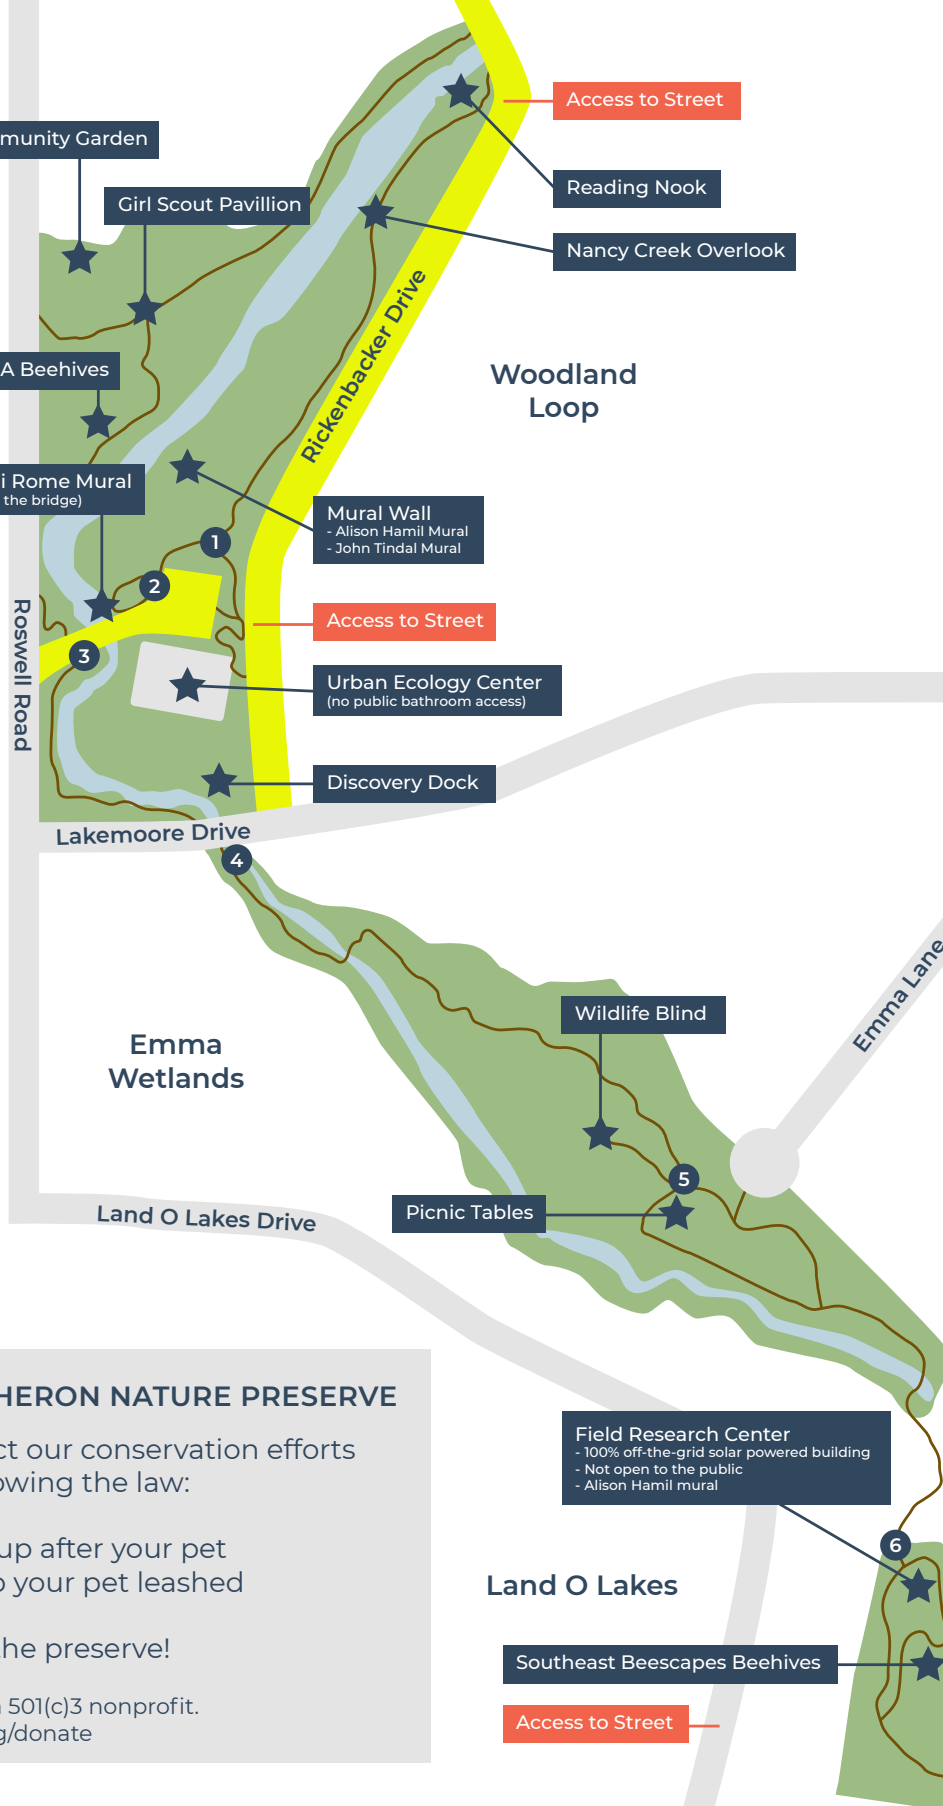 Access to Street
munity Garden
Reading Nook
Girl Scout Pavillion
Nancy Creek Overlook
Rickenbacker Drive
A Beehives
Woodland
Loop
i Rome Mural
the bridge)
Mural Wall
- Alison Hamil Mural
- John Tindal Mural
1
2
Roswell Road
Access to Street
3
Urban Ecology Center
(no public bathroom access)
Discovery Dock
Lakemoore Drive
4
Emma Lane
Wildlife Blind
Emma
Wetlands
5
Picnic Tables
Land O Lakes Drive
HERON NATURE PRESERVE
ct our conservation efforts
owing the law:
up after your pet
p your pet leashed
the preserve!
a 501(c)3 nonprofit.
g/donate
Field Research Center
- 100% off-the-grid solar powered building
- Not open to the public
- Alison Hamil mural
6
Land O Lakes
Southeast Beescapes Beehives
Access to Street